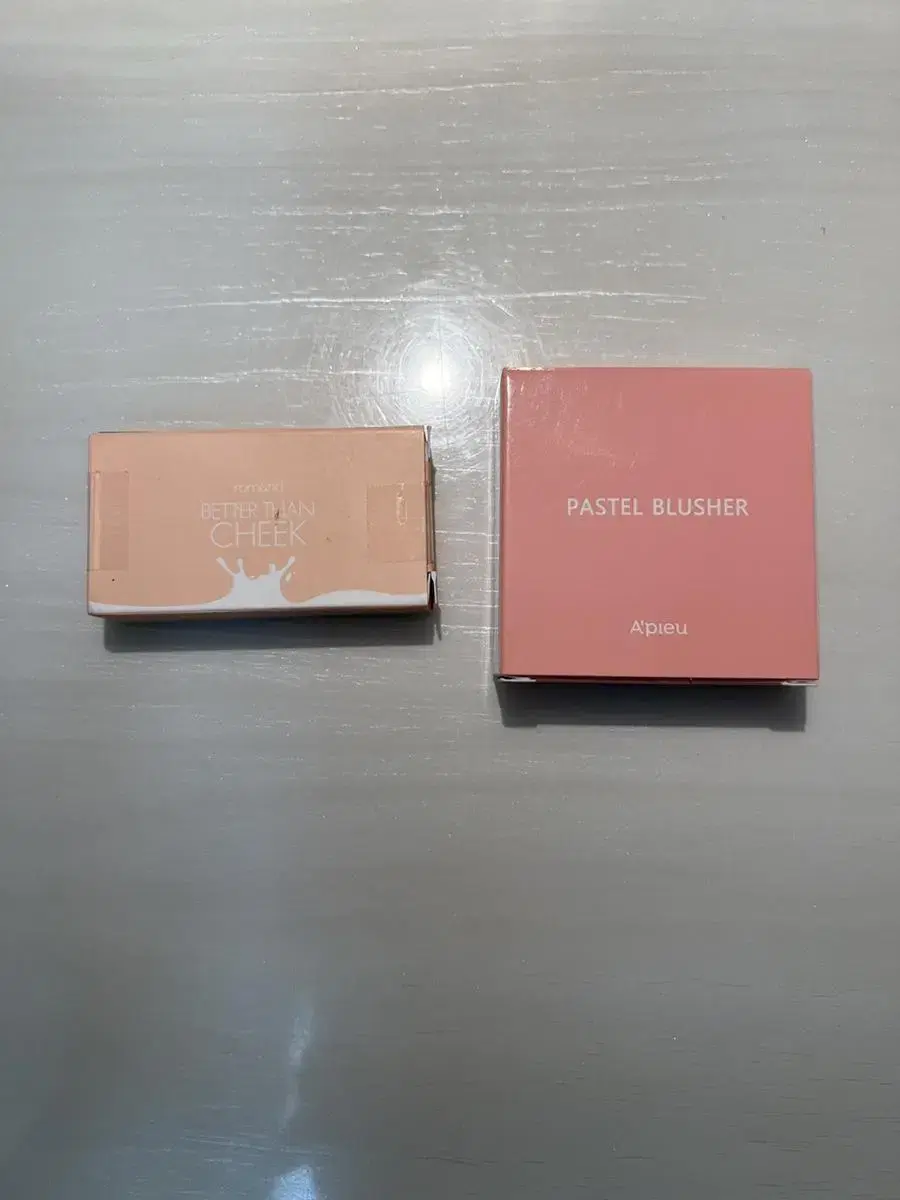 romand
BETTER THAN
CHEEK
PASTEL BLUSHER
A'pieu